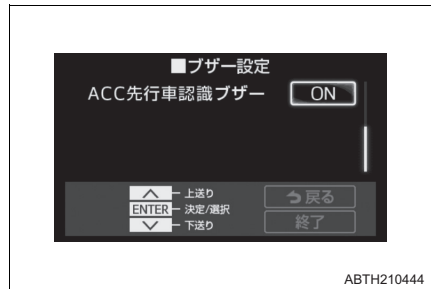 ■ブザー設定
ACC先行車認識ブザー ON
上送り
ENTER 決定/選択
下送り
戻る
終了
ABTH210444